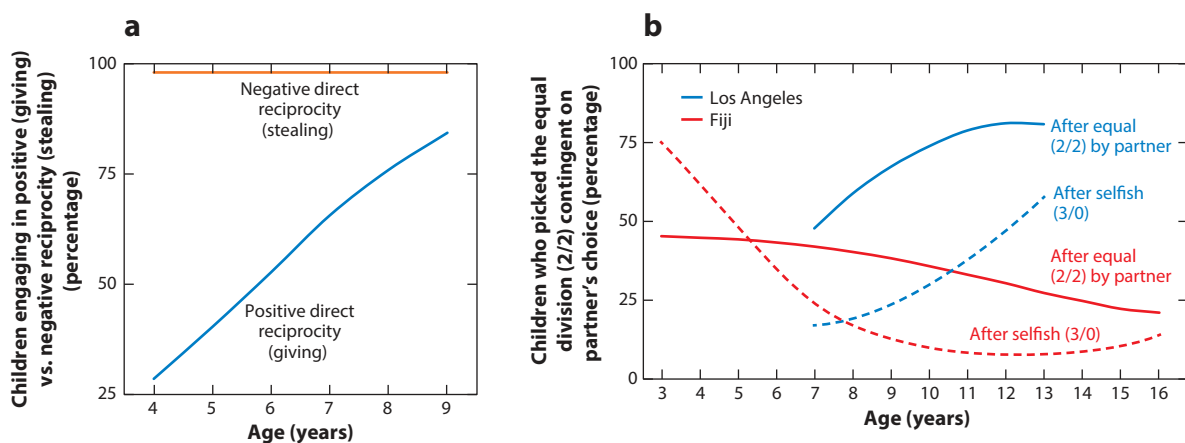 a
Children engaging in positive (giving)
vs. negative reciprocity (stealing)
(percentage)
100
75
50
25
Negative direct
reciprocity
(stealing)
Positive direct
reciprocity
(giving)
4 5 6 7 8 9
Age (years)
b
Children who picked the equal
division (2/2) contingent on
partner's choice (percentage)
100
75
50
25
0
Los Angeles
Fiji
After equal
(2/2) by partner
After selfish
(3/0)
After equal
(2/2) by partner
After selfish (3/0)
3 4 5 6 7 8 9 10 11 12 13 14 15 16
Age (years)